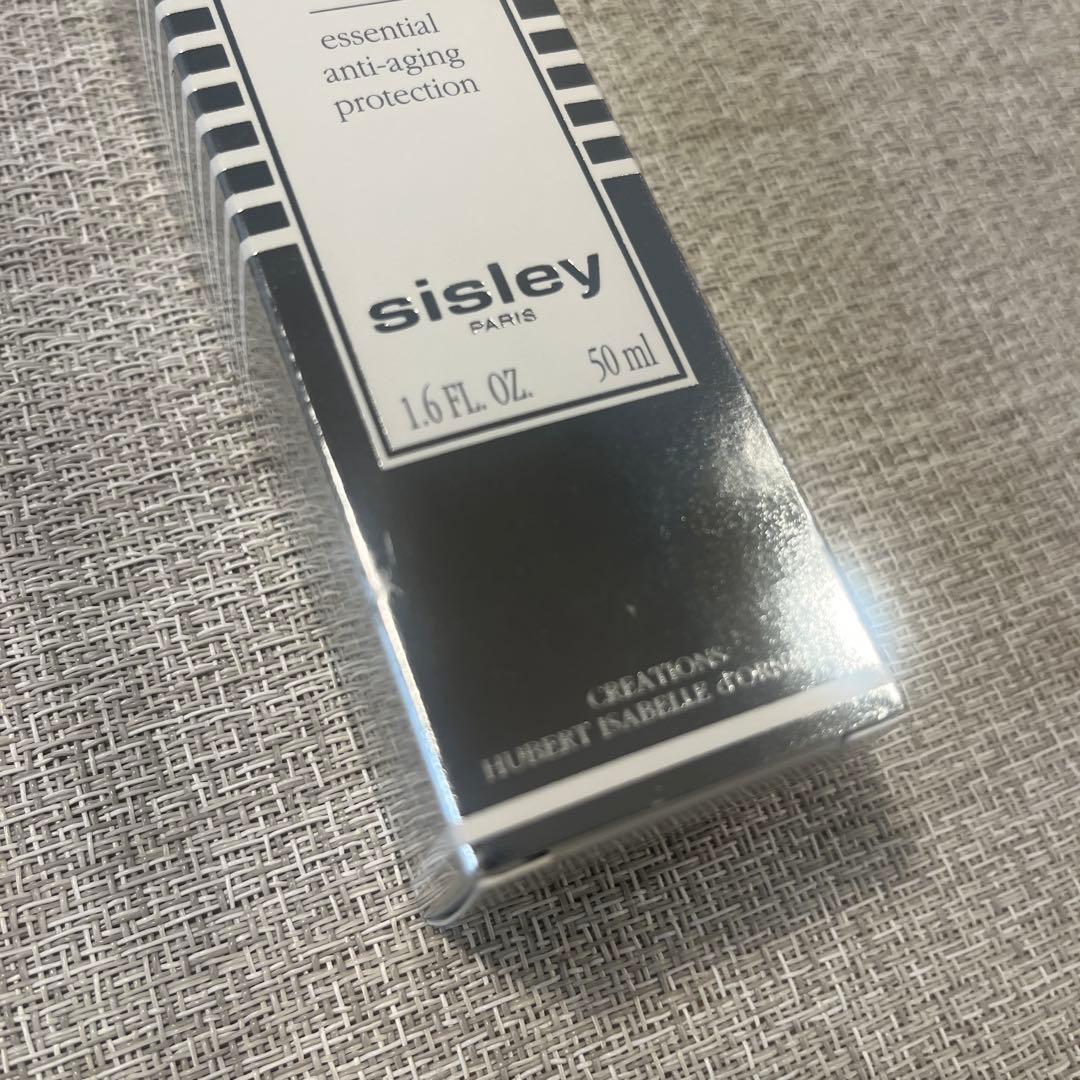 essential
anti-aging
protection
sisley
PARIS
1.6 FL. OZ. 50 ml
CREATIONS:
HUBERT ISABELLE